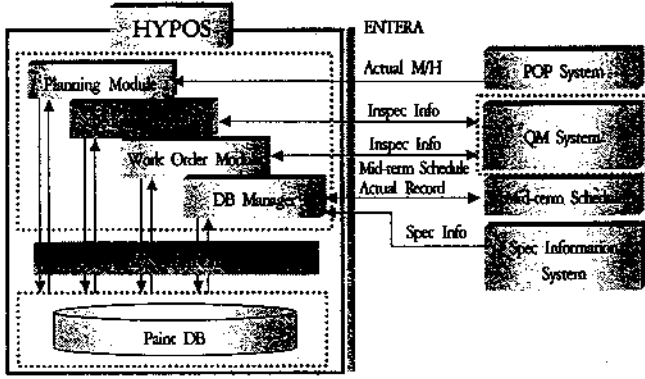 HYPOS
ENTERA
Planning Module
Actual M/H
POP System
Inspec Info
QM System
Work Order Module
Inspec Info
Mid-term Schedule
DB Manager
Actual Record
Mid-term Schedule
Spec Info
Spec Information
System
Paint DB